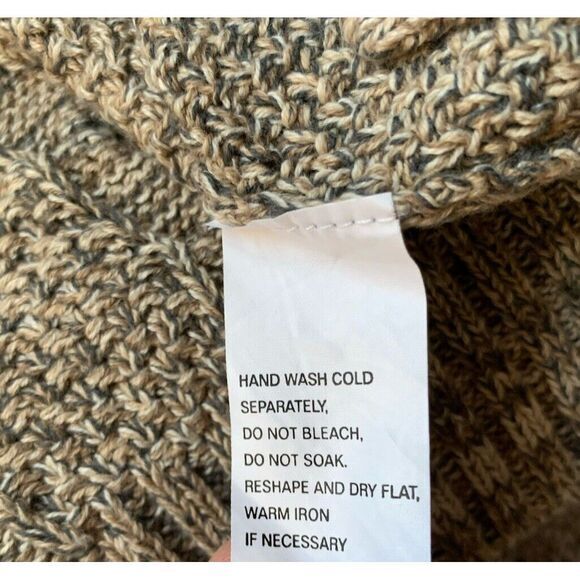 HAND WASH COLD
SEPARATELY,
DO NOT BLEACH,
DO NOT SOAK.
RESHAPE AND DRY FLAT,
WARM IRON
IF NECESSARY